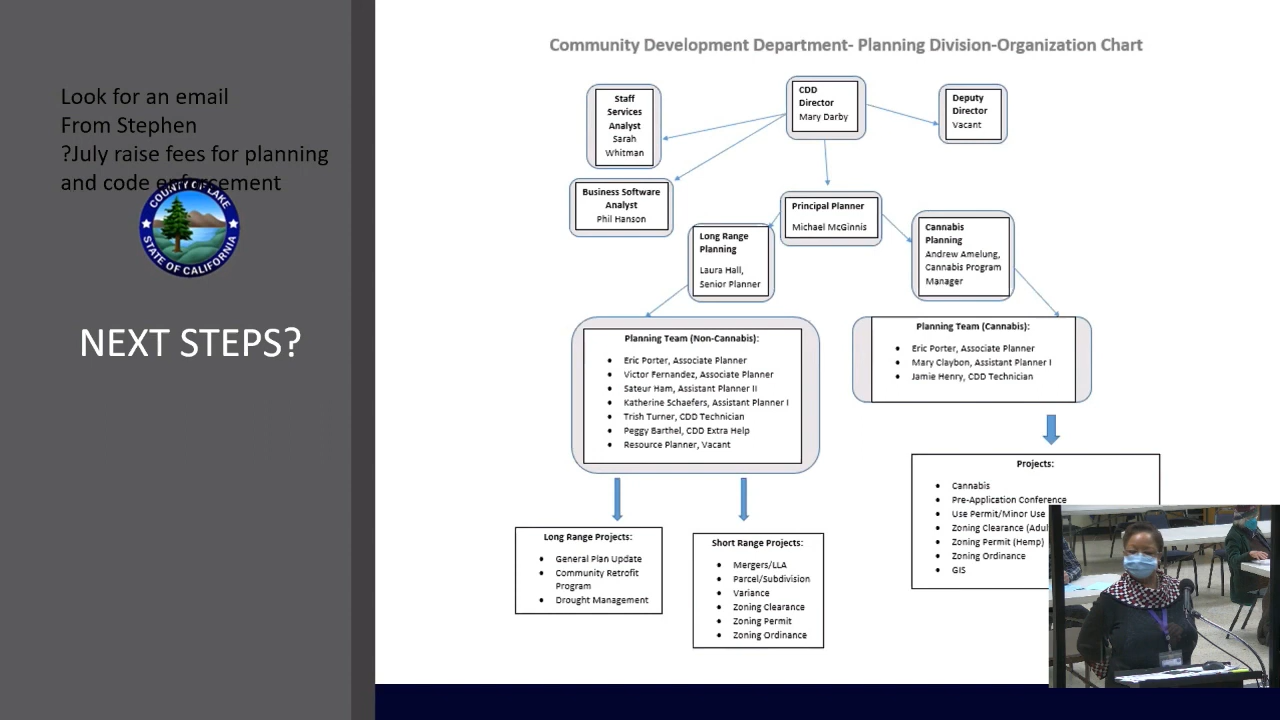 Look for an email
From Stephen
?July raise fees for planning
and code enforcement
COUNTY OF LAKE
STATE OF CALIFORNIA
NEXT STEPS?
Community Development Department- Planning Division-Organization Chart
Staff
Services
Analyst
Sarah
Whitman
CDD
Director
Mary Darby
Deputy
Director
Vacant
Business Software
Analyst
Phil Hanson
Principal Planner
Michael McGinnis
Long Range
Planning
Laura Hall,
Senior Planner
Cannabis
Planning
Andrew Amelung,
Cannabis Program
Manager
Planning Team (Non-Cannabis):
• Eric Porter, Associate Planner
• Victor Fernandez, Associate Planner
• Sateur Ham, Assistant Planner II
• Katherine Schaefers, Assistant Planner I
• Trish Turner, CDD Technician
• Peggy Barthel, CDD Extra Help
• Resource Planner, Vacant
Planning Team (Cannabis):
• Eric Porter, Associate Planner
• Mary Claybon, Assistant Planner I
• Jamie Henry, CDD Technician
Long Range Projects:
• General Plan Update
• Community Retrofit
Program
• Drought Management
Short Range Projects:
• Mergers/LLA
• Parcel/Subdivision
• Variance
• Zoning Clearance
• Zoning Permit
• Zoning Ordinance
Projects:
• Cannabis
• Pre-Application Conference
• Use Permit/Minor Use
• Zoning Clearance (Adul
• Zoning Permit (Hemp)
• Zoning Ordinance
• GIS